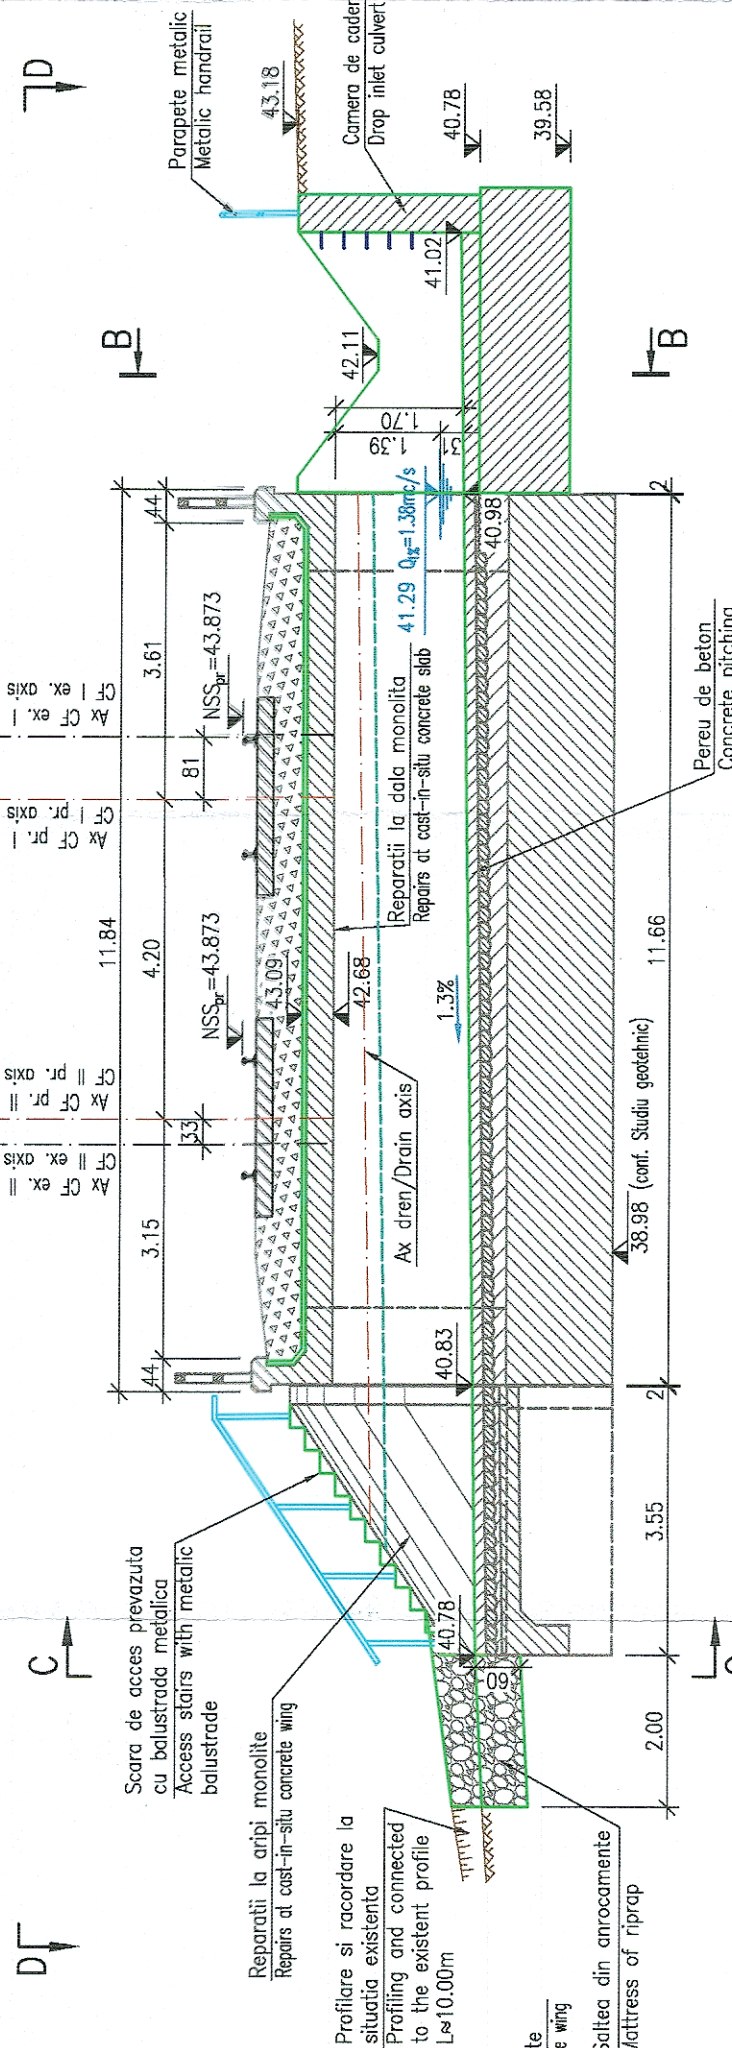 D
Parapete metalic
Metalic handrail
43.18
Camera de cader
Drop inlet culvert
40.78
39.58
B
42.11
41.02
B
1.70
1.39
31
44
11.84
3.61
CF I ex. axis
Ax CF ex. I
NSSpr=43.873
81
CF I pr. axis
Ax CF pr. I
41.29 Q1%=1.38mc/s
40.98
2
Reparatii la dala monolita
Repairs at cast-in-situ concrete slab
Pereu de beton
Concrete pitching
4.20
NSSpr=43.873
43.09
42.68
1.3%
11.66
CF II pr. axis
Ax CF pr. II
33
CF II ex. axis
Ax CF ex. II
Ax dren/Drain axis
38.98 (conf. Studiu geotehnic)
3.15
44
40.83
2
3.55
Scara de acces prevazuta
cu balustrada metalica
Access stairs with metalic
balustrade
C
40.78
60
2.00
Reparatii la aripi monolite
Repairs at cast-in-situ concrete wing
Profilare si racordare la
situatia existenta
Profiling and connected
to the existent profile
L≈10.00m
D
te
e wing
Saltea din anrocamente
Mattress of riprap